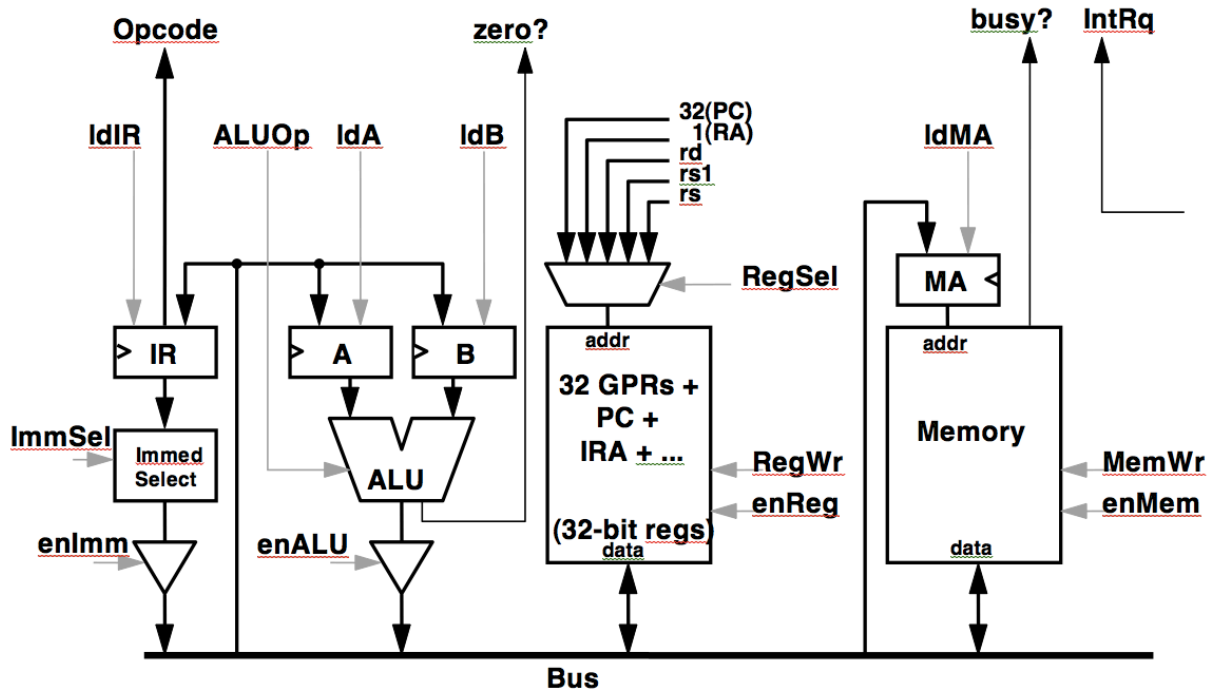 Opcode
zero?
busy?
IntRq
32(PC)
1(RA)
rd
rs1
rs
ldIR
ALUOp
ldA
ldB
ldMA
RegSel
MA
addr
addr
IR
A
B
32 GPRs +
PC +
IRA + ...
(32-bit regs)
data
Memory
data
ImmSel
Immed
Select
ALU
RegWr
enReg
MemWr
enMem
enImm
enALU
Bus